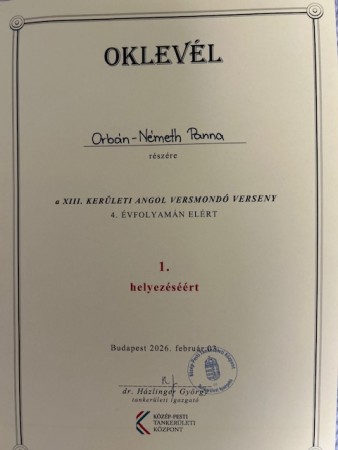 OKLEVÉL
Orbán-Németh Panna
részére
a XIII. KERÜLETI ANGOL VERSMONDÓ VERSENY
4. ÉVFOLYAMÁN ELÉRT
1.
helyezéséért
Budapest 2026. február 03.
dr. Házlinger György
tankerületi igazgató
KÖZÉP-PESTI
TANKERÜLETI
KÖZPONT